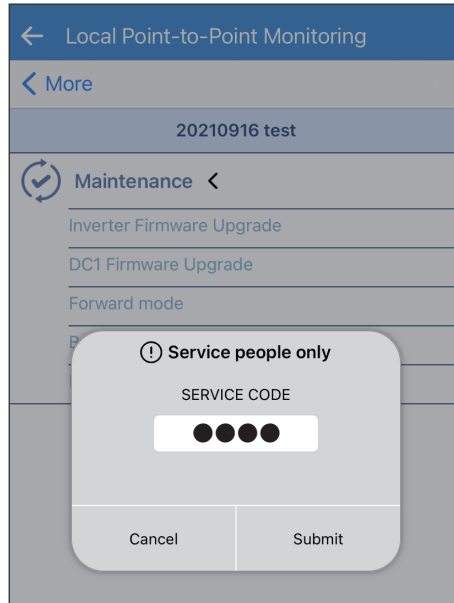 Local Point-to-Point Monitoring
More
20210916 test
Maintenance
Inverter Firmware Upgrade
DC1 Firmware Upgrade
Forward mode
Service people only
SERVICE CODE
Cancel
Submit